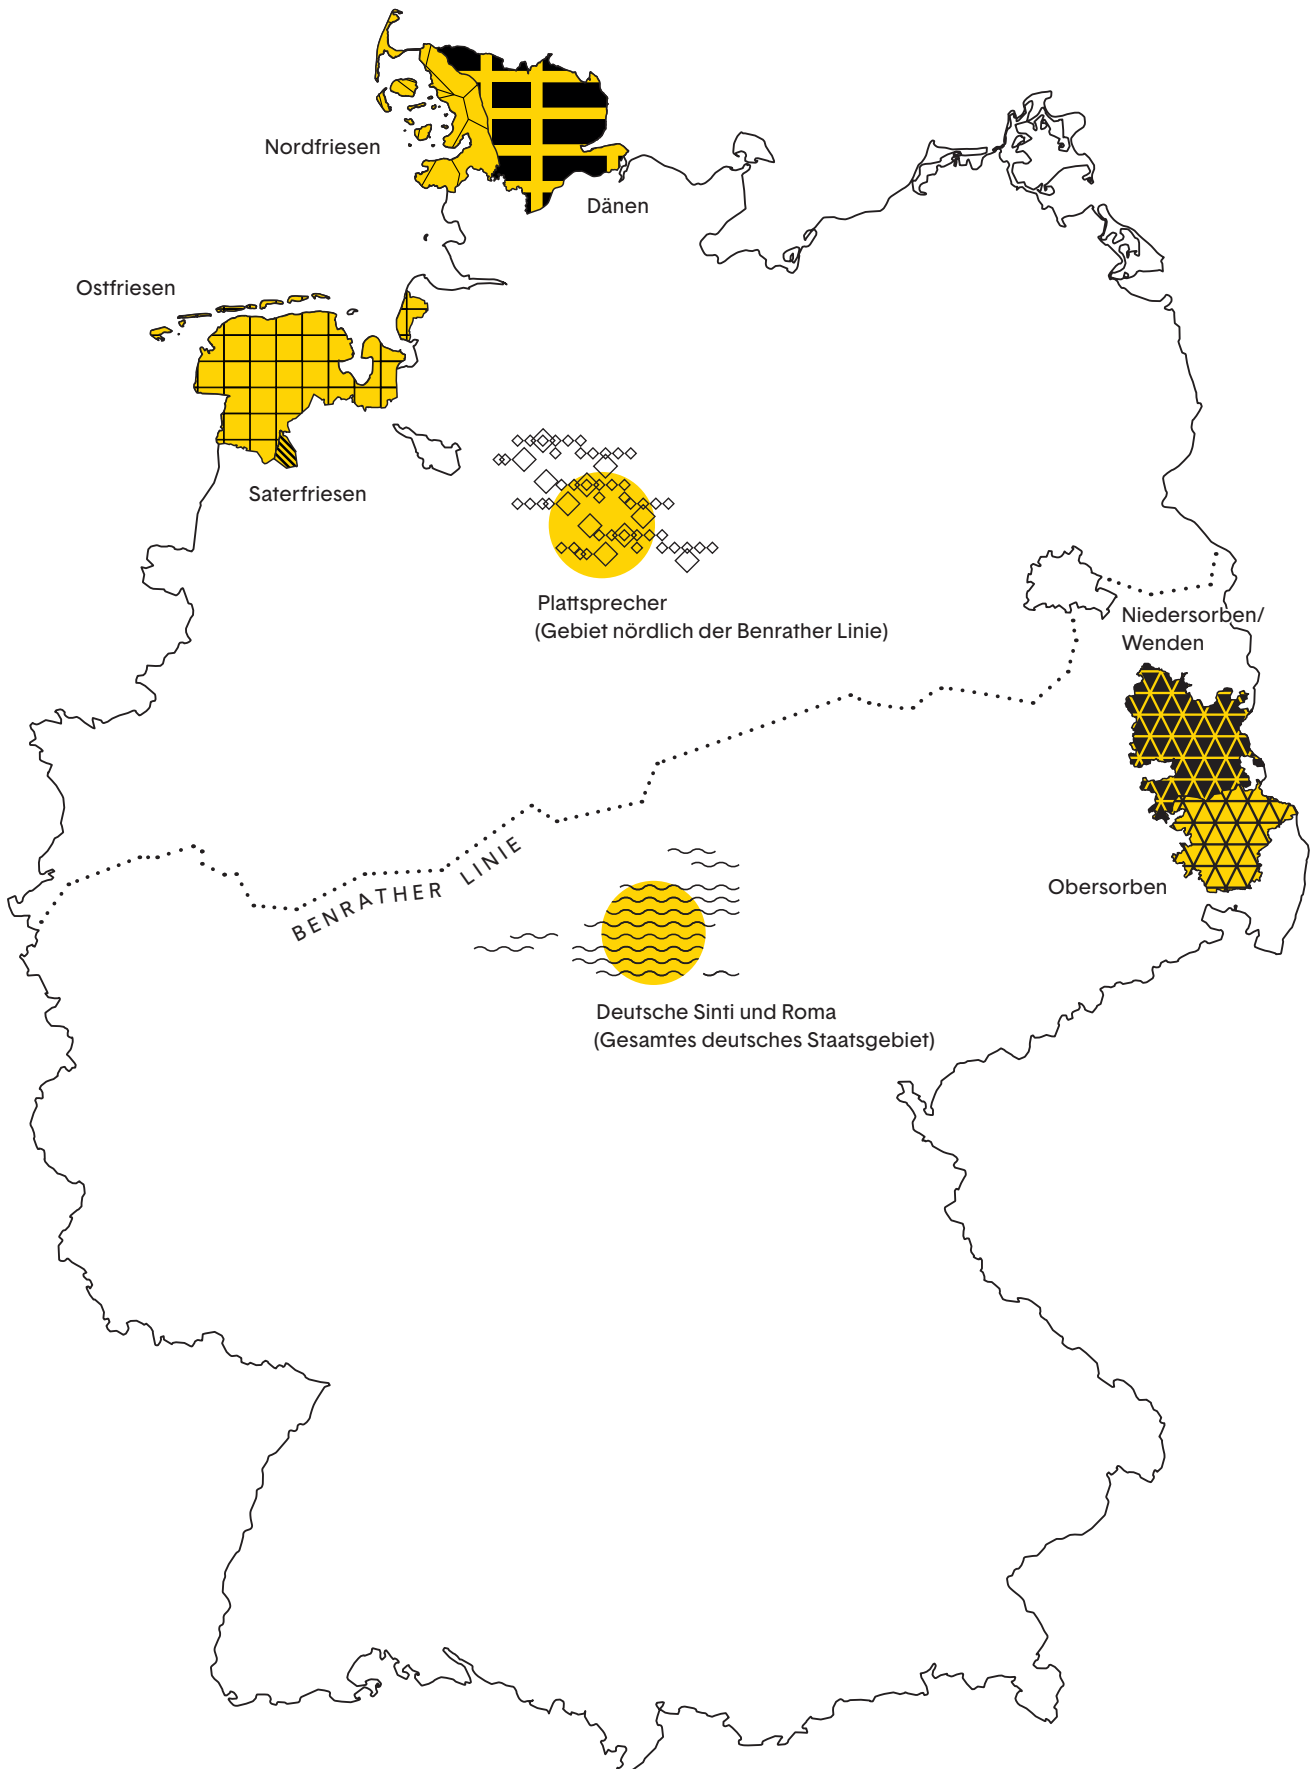 Nordfriesen
Dänen
Ostfriesen
Saterfriesen
Plattsprecher
(Gebiet nördlich der Benrather Linie)
Niedersorben/
Wenden
BENRATHER LINIE
Obersorben
Deutsche Sinti und Roma
(Gesamtes deutsches Staatsgebiet)